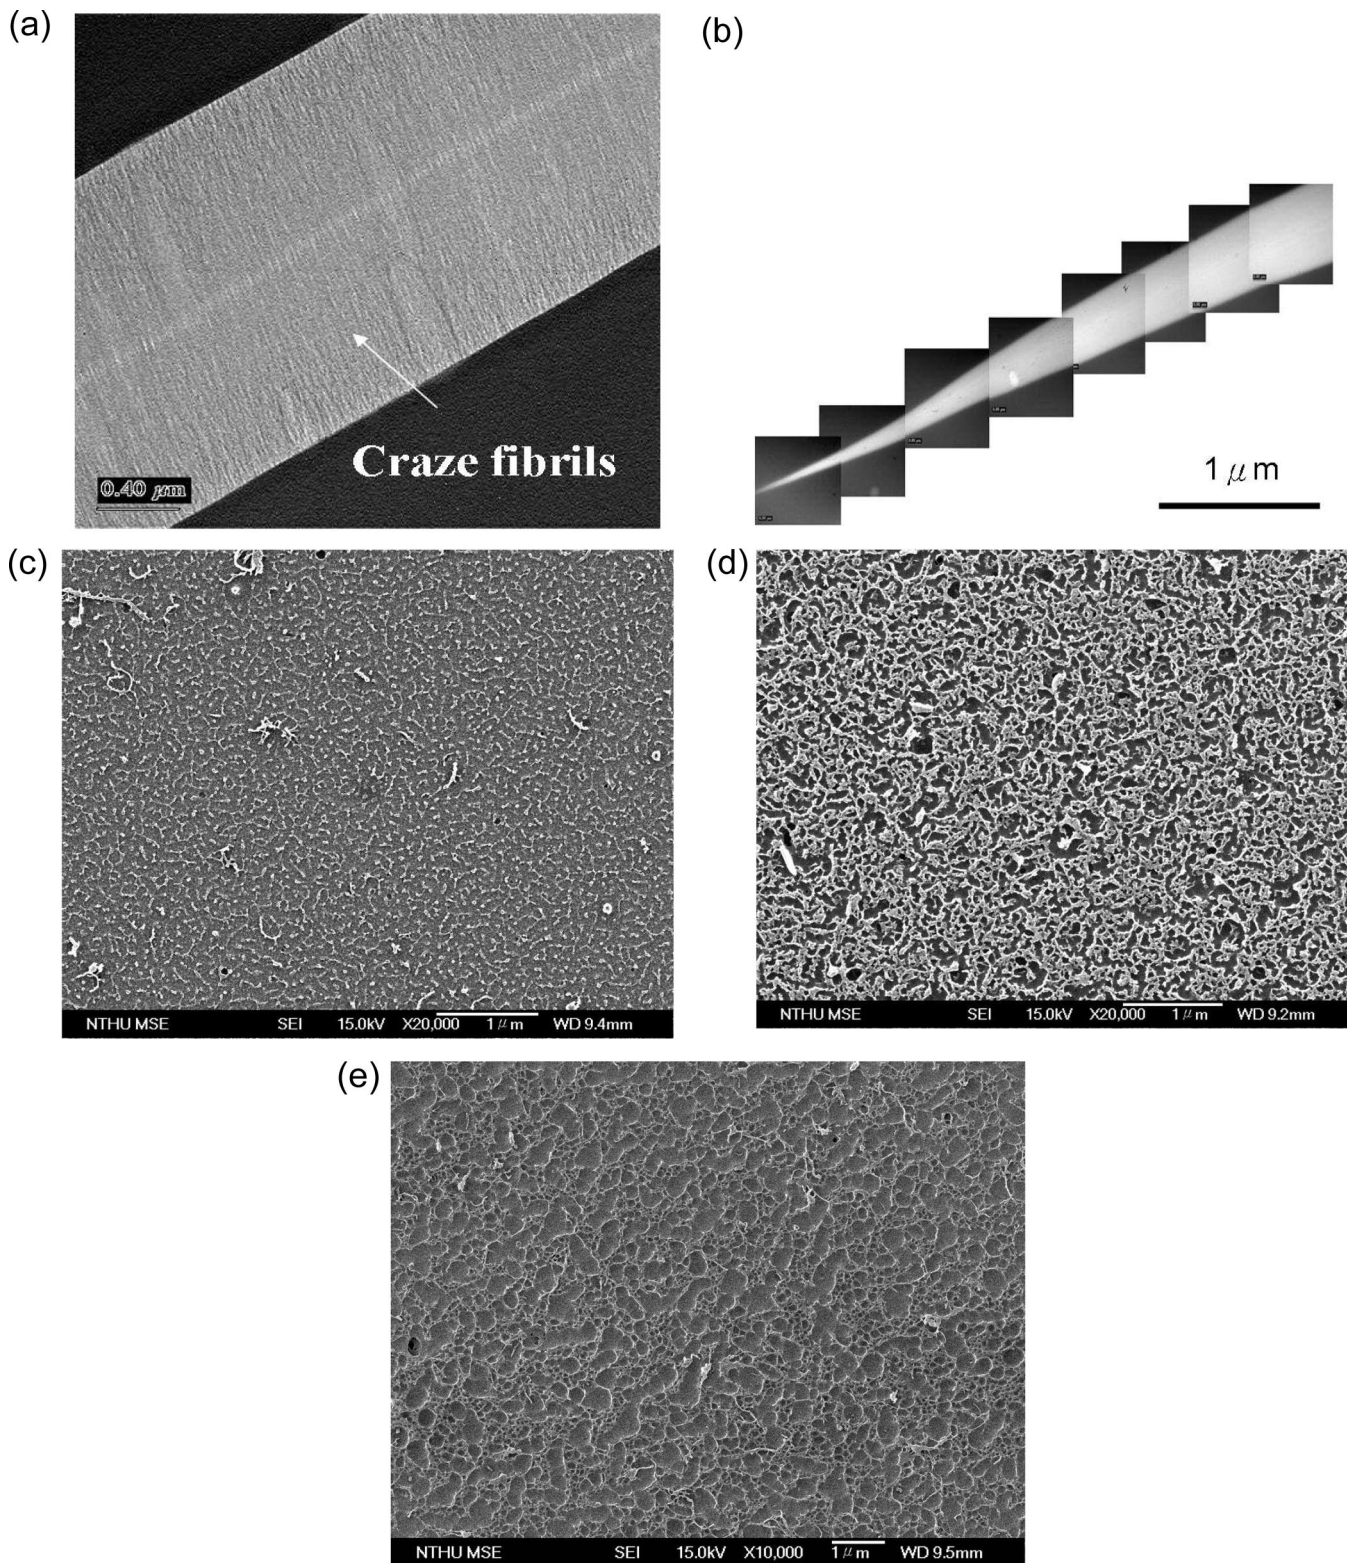 (a)
(b)
Craze fibrils
0.40 μm
1 μm
(c)
(d)
NTHU MSE SEI 15.0kV X20,000 1 μm WD 9.4mm
NTHU MSE SEI 15.0kV X20,000 1 μm WD 9.2mm
(e)
NTHU MSE SEI 15.0kV X10,000 1 μm WD 9.5mm